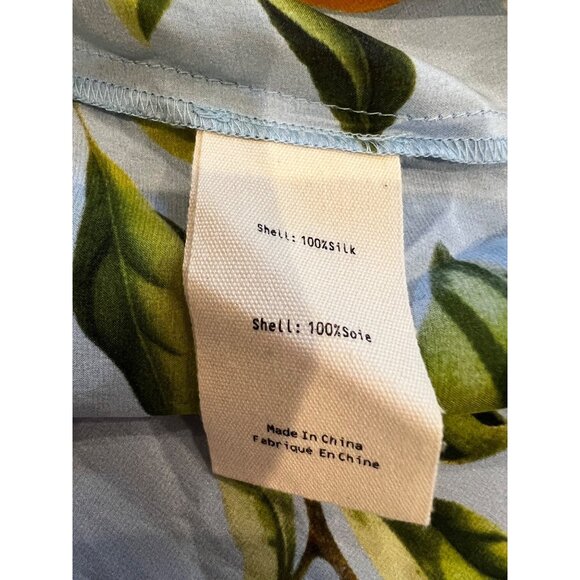 Shell: 100%Silk
Shell: 100%Soie
Made In China
Fabriqué En Chine